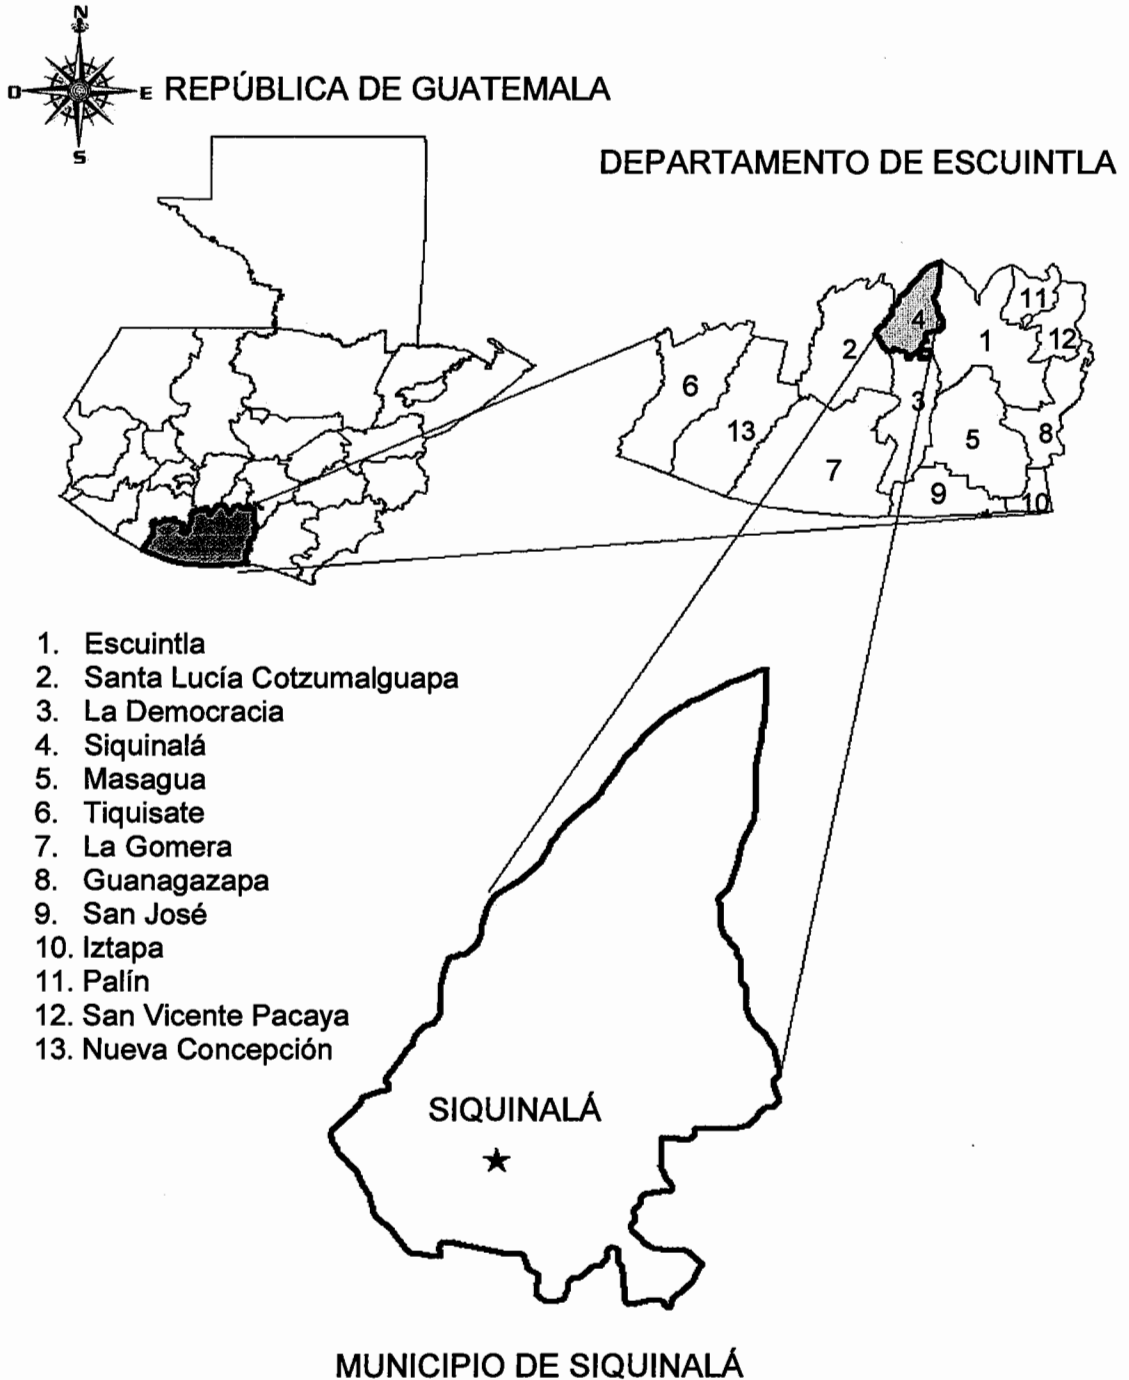 N
O
E
S
REPÚBLICA DE GUATEMALA
DEPARTAMENTO DE ESCUINTLA
11
4
12
1
2
6
3
13
5
8
7
9
10
1. Escuintla
2. Santa Lucía Cotzumalguapa
3. La Democracia
4. Siquinalá
5. Masagua
6. Tiquisate
7. La Gomera
8. Guanagazapa
9. San José
10. Iztapa
11. Palín
12. San Vicente Pacaya
13. Nueva Concepción
SIQUINALÁ
MUNICIPIO DE SIQUINALÁ